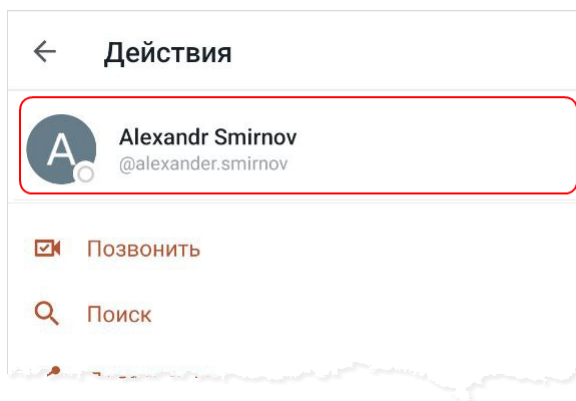 Действия
A
Alexandr Smirnov
@alexander.smirnov
Позвонить
Поиск